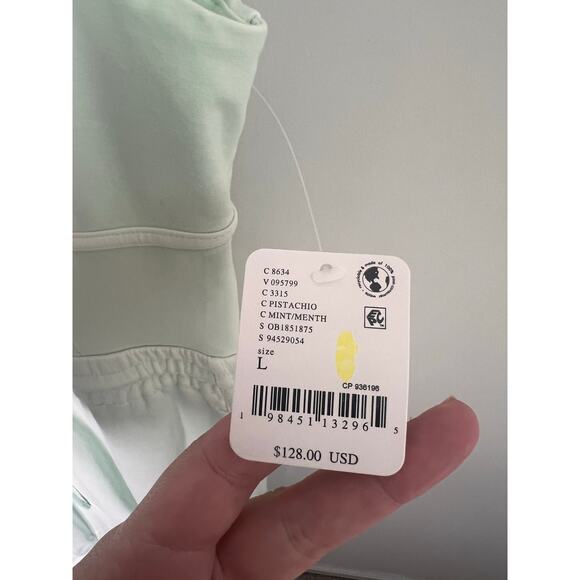 C 8634
V 095799
C 3315
C PISTACHIO
C MINT/MENTH
S OB1851875
S 94529054
size
L
CP 936196
1 98451 13296 5
$128.00 USD